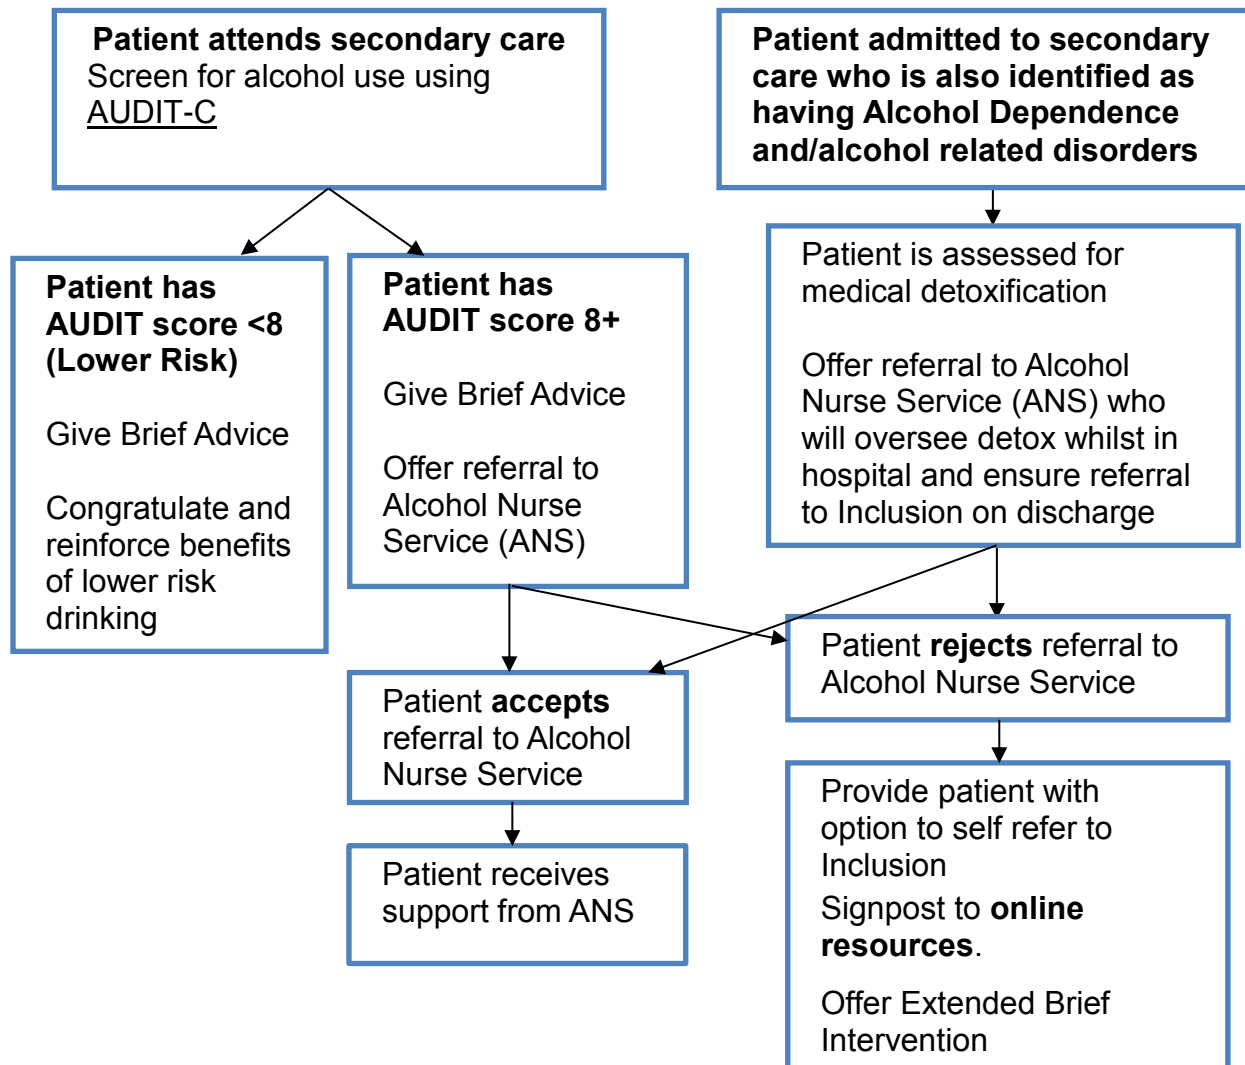 Patient attends secondary care
Screen for alcohol use using
AUDIT-C
Patient admitted to secondary
care who is also identified as
having Alcohol Dependence
and/alcohol related disorders
Patient has
AUDIT score <8
(Lower Risk)
Give Brief Advice
Congratulate and
reinforce benefits
of lower risk
drinking
Patient has
AUDIT score 8+
Give Brief Advice
Offer referral to
Alcohol Nurse
Service (ANS)
Patient is assessed for
medical detoxification
Offer referral to Alcohol
Nurse Service (ANS) who
will oversee detox whilst in
hospital and ensure referral
to Inclusion on discharge
Patient accepts
referral to Alcohol
Nurse Service
Patient rejects referral to
Alcohol Nurse Service
Patient receives
support from ANS
Provide patient with
option to self refer to
Inclusion
Signpost to online
resources.
Offer Extended Brief
Intervention